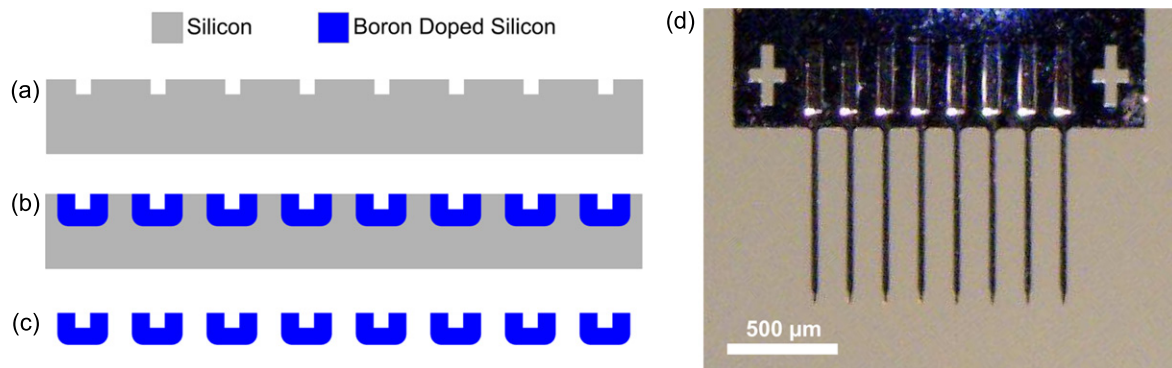 Silicon
Boron Doped Silicon
(a)
(b)
(c)
(d)
500 µm